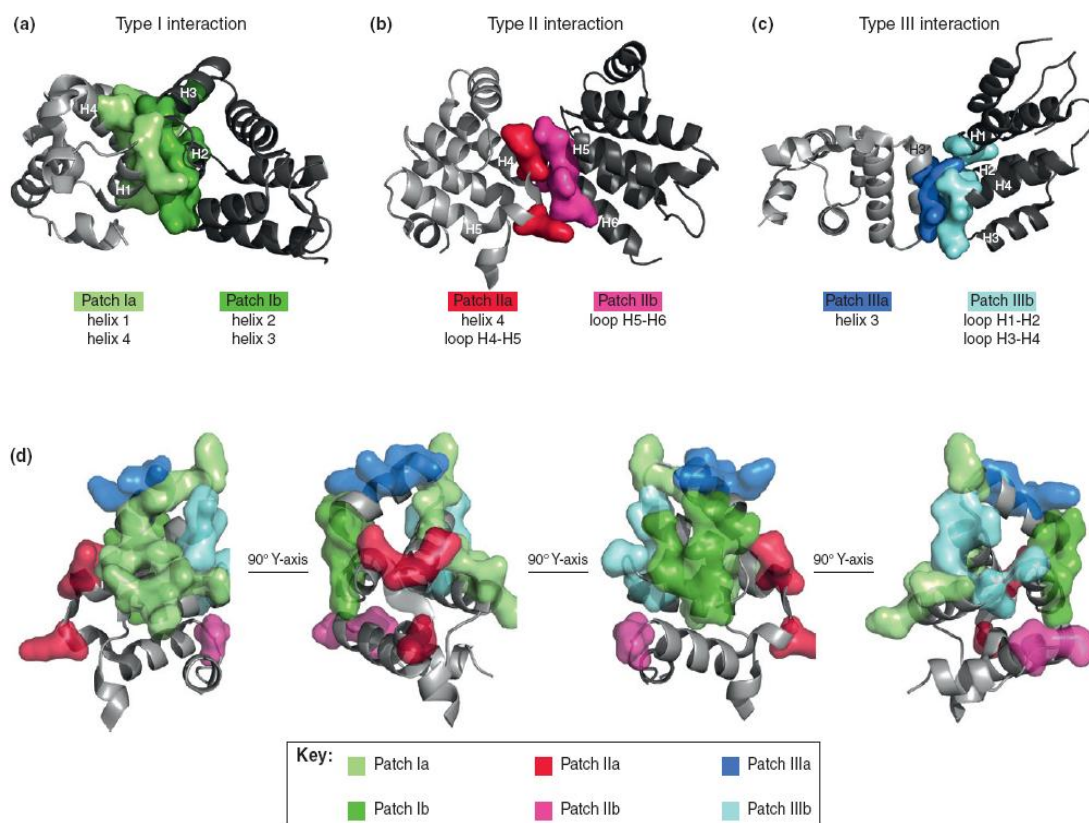 (a) Type I interaction
(b) Type II interaction
(c) Type III interaction
H4
H3
H2
H1
H4
H5
H5
H6
H3
H1
H2
H4
H3
Patch Ia
helix 1
helix 4
Patch Ib
helix 2
helix 3
Patch IIa
helix 4
loop H4-H5
Patch IIb
loop H5-H6
Patch IIIa
helix 3
Patch IIIb
loop H1-H2
loop H3-H4
(d)
90° Y-axis
90° Y-axis
90° Y-axis
Key:
Patch Ia
Patch IIa
Patch IIIa
Patch Ib
Patch IIb
Patch IIIb